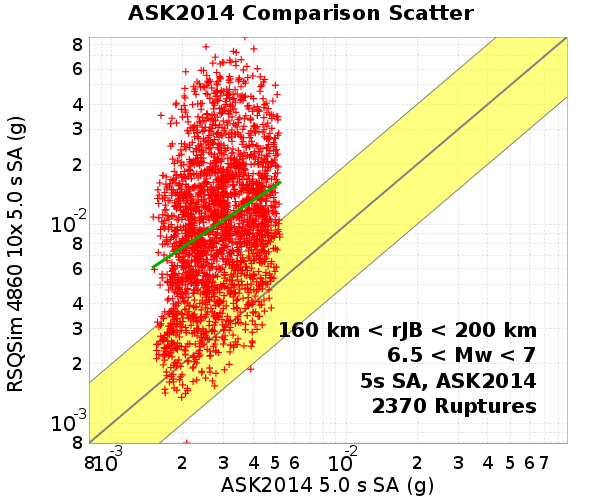 ASK2014 Comparison Scatter
RSQSim 4860 10x 5.0 s SA (g)
8
6
4
3
2
10⁻²
8
6
4
3
2
10⁻³
8
160 km < rJB < 200 km
6.5 < Mw < 7
5s SA, ASK2014
2370 Ruptures
8 10⁻³ 2 3 4 5 6 10⁻² 2 3 4 5 6 7
ASK2014 5.0 s SA (g)